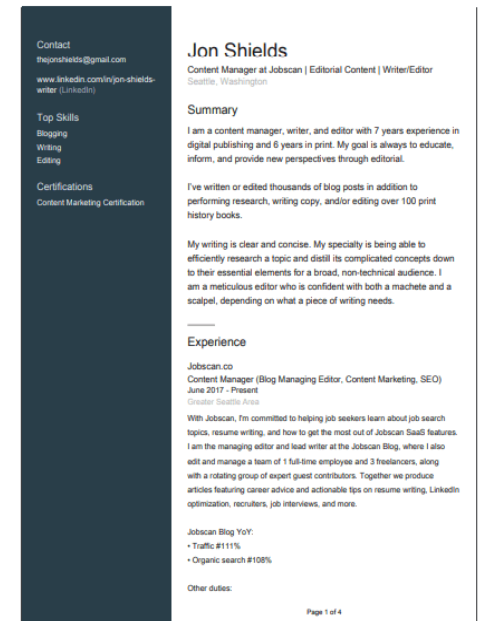 Contact
thejonshields@gmail.com
www.linkedin.com/in/jon-shields-
writer (LinkedIn)
Top Skills
Blogging
Writing
Editing
Certifications
Content Marketing Certification
Jon Shields
Content Manager at Jobscan | Editorial Content | Writer/Editor
Seattle, Washington
Summary
I am a content manager, writer, and editor with 7 years experience in
digital publishing and 6 years in print. My goal is always to educate,
inform, and provide new perspectives through editorial.
I've written or edited thousands of blog posts in addition to
performing research, writing copy, and/or editing over 100 print
history books.
My writing is clear and concise. My specialty is being able to
efficiently research a topic and distill its complicated concepts down
to their essential elements for a broad, non-technical audience. I
am a meticulous editor who is confident with both a machete and a
scalpel, depending on what a piece of writing needs.
Experience
Jobscan.co
Content Manager (Blog Managing Editor, Content Marketing, SEO)
June 2017 - Present
Greater Seattle Area
With Jobscan, I'm committed to helping job seekers learn about job search
topics, resume writing, and how to get the most out of Jobscan SaaS features.
I am the managing editor and lead writer at the Jobscan Blog, where I also
edit and manage a team of 1 full-time employee and 3 freelancers, along
with a rotating group of expert guest contributors. Together we produce
articles featuring career advice and actionable tips on resume writing, LinkedIn
optimization, recruiters, job interviews, and more.
Jobscan Blog YoY:
• Traffic #111%
• Organic search #108%
Other duties:
Page 1 of 4